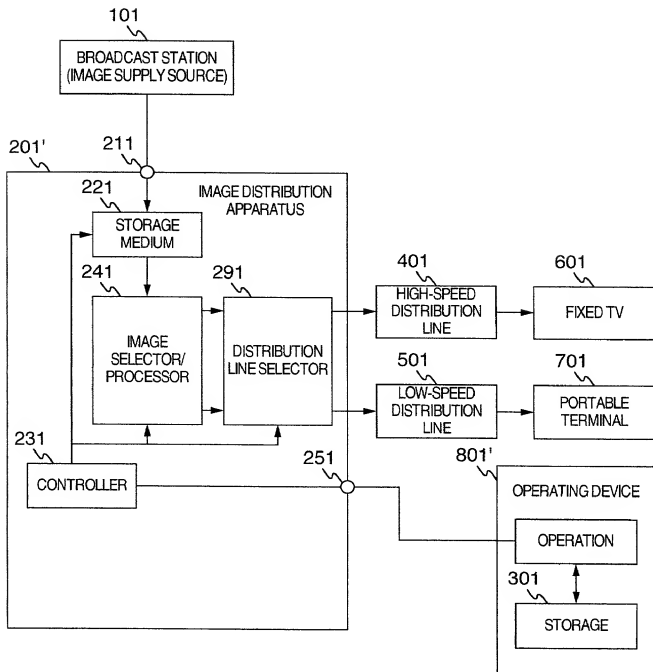 101
BROADCAST STATION
(IMAGE SUPPLY SOURCE)
201'
211
IMAGE DISTRIBUTION
APPARATUS
221
STORAGE
MEDIUM
241
IMAGE
SELECTOR/
PROCESSOR
291
DISTRIBUTION
LINE SELECTOR
401
HIGH-SPEED
DISTRIBUTION
LINE
601
FIXED TV
501
LOW-SPEED
DISTRIBUTION
LINE
701
PORTABLE
TERMINAL
231
CONTROLLER
251
801'
OPERATING DEVICE
OPERATION
301
STORAGE